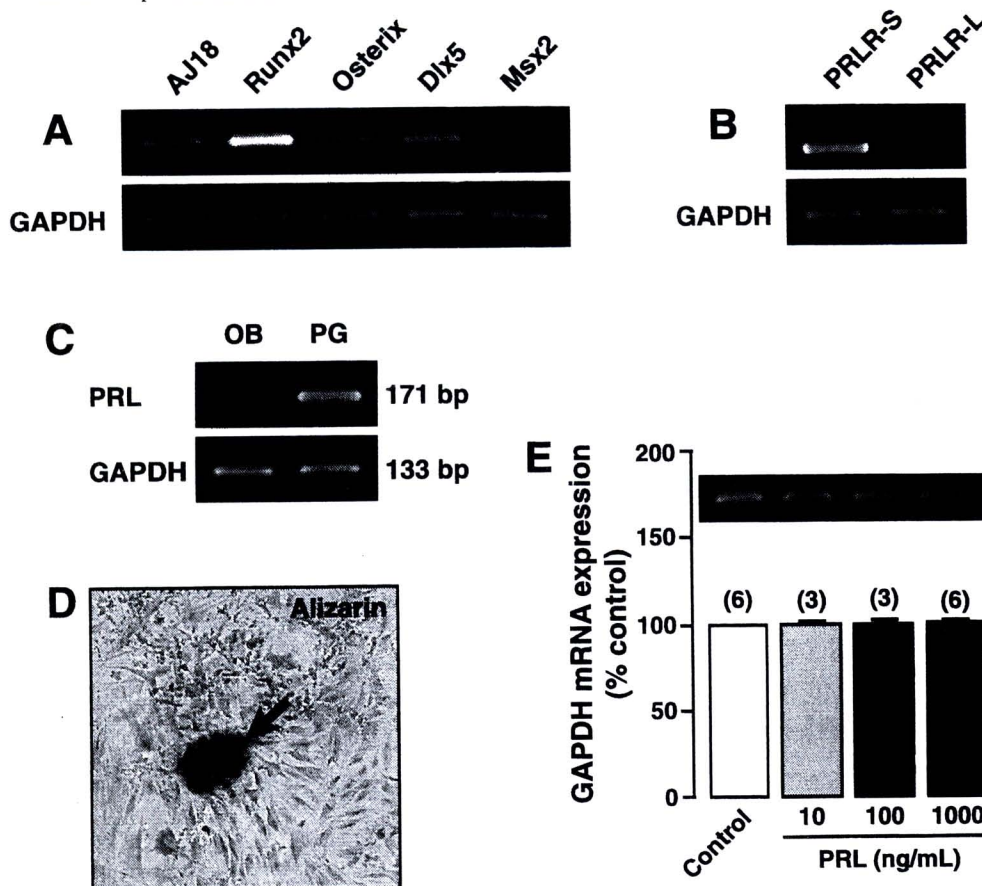 AJ18 Runx2 Osterix Dlx5 Msx2
PRLR-S PRLR-L
A
B
GAPDH
GAPDH
C
OB PG
PRL
171 bp
GAPDH
133 bp
D
Alizarin
E
GAPDH mRNA expression
(% control)
200
150
100
50
0
(6) (3) (3) (6)
Control 10 100 1000
PRL (ng/mL)